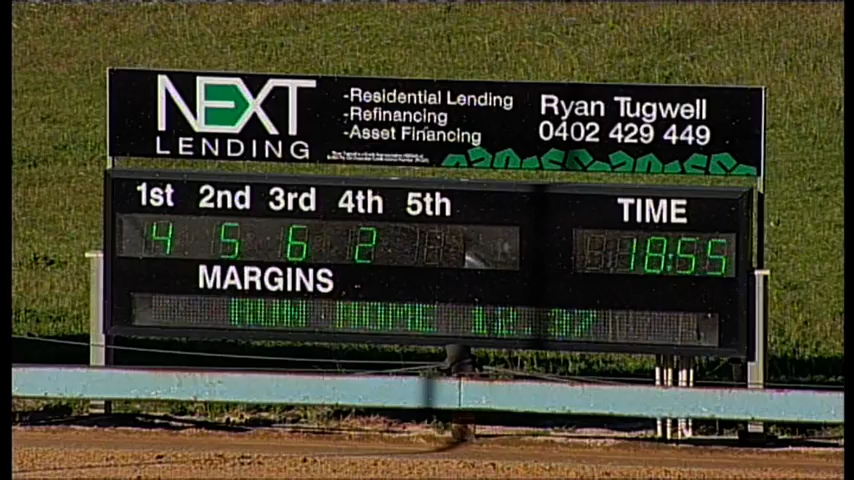 NEXT
LENDING
-Residential Lending
-Refinancing
-Asset Financing
Ryan Tugwell
0402 429 449
1st 2nd 3rd 4th 5th
4 5 6 2
TIME
18:55
MARGINS
RUN HOME 12.37